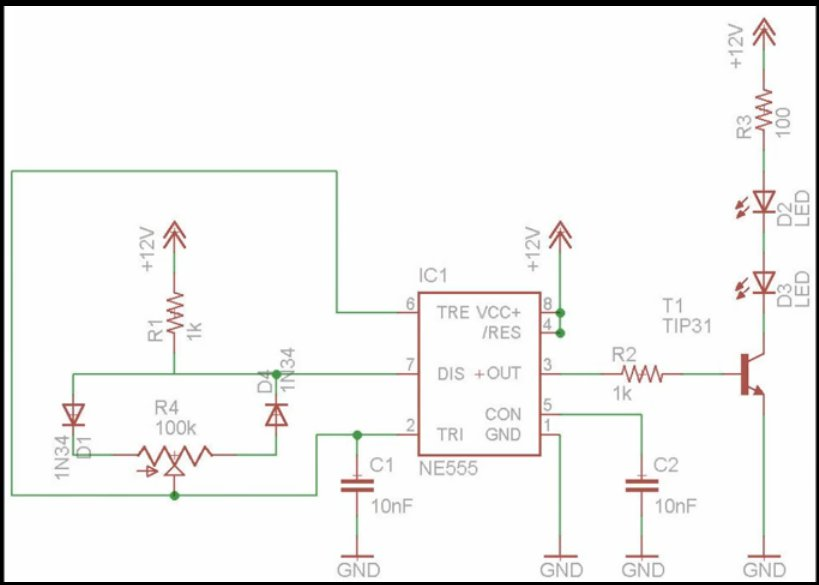 +12V
R3
100
D2
LED
D3
LED
+12V
R1
1k
D4
1N34
R4
100k
1N34
D1
+12V
IC1
6
TRE
VCC+
8
/RES
4
7
DIS
+OUT
3
CON
5
2
TRI
GND
1
NE555
C1
10nF
GND
GND
C2
10nF
GND
R2
1k
T1
TIP31
GND